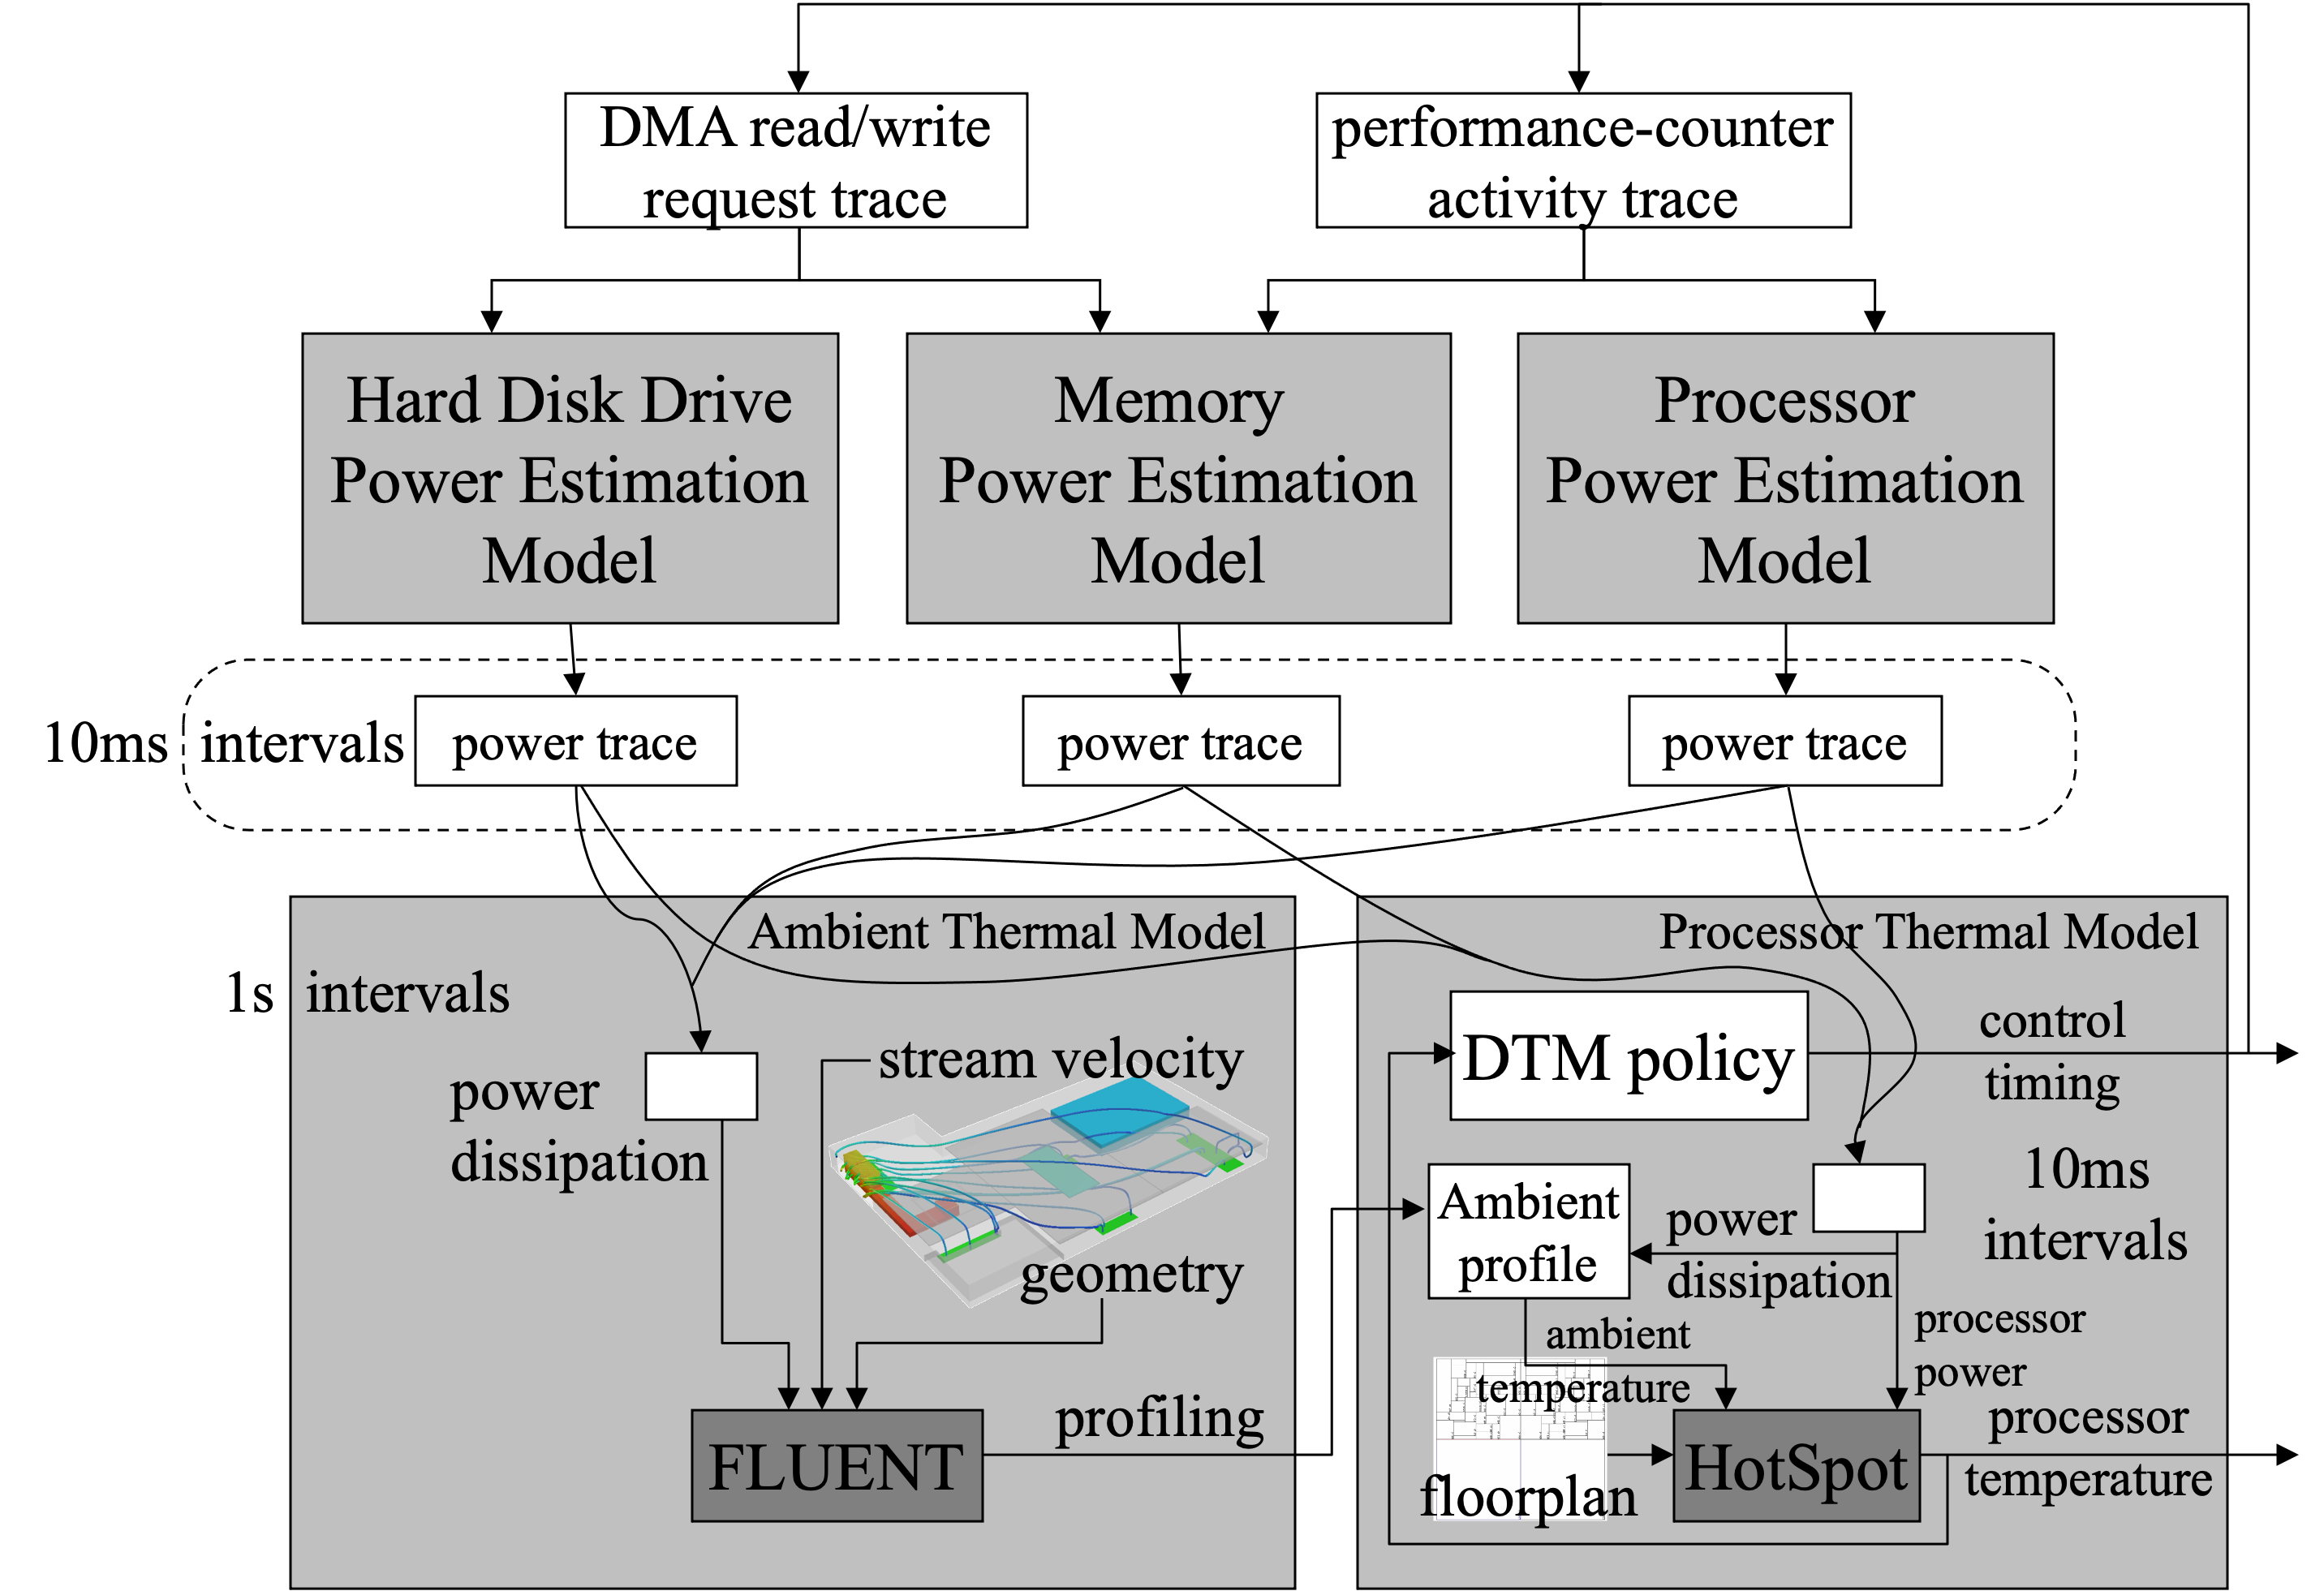 DMA read/write
request trace
performance-counter
activity trace
Hard Disk Drive
Power Estimation
Model
Memory
Power Estimation
Model
Processor
Power Estimation
Model
10ms intervals
power trace
power trace
power trace
Ambient Thermal Model
1s intervals
power
dissipation
stream velocity
geometry
FLUENT
profiling
Processor Thermal Model
DTM policy
control
timing
Ambient
profile
power
dissipation
10ms
intervals
ambient
temperature
processor
power
floorplan
HotSpot
processor
temperature